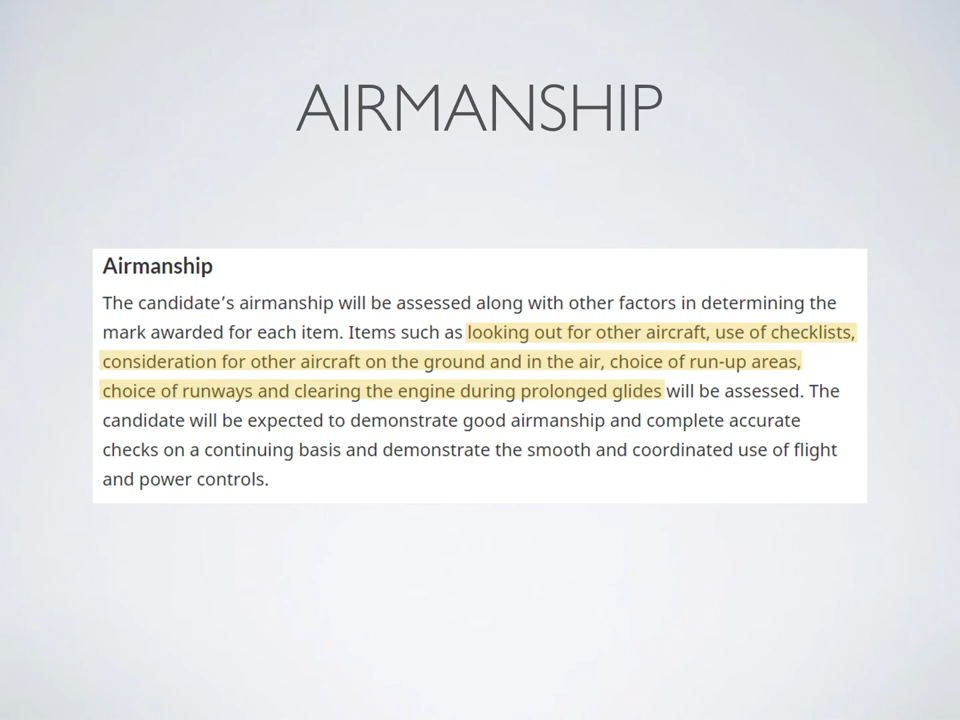 AIRMANSHIP
Airmanship
The candidate’s airmanship will be assessed along with other factors in determining the
mark awarded for each item. Items such as looking out for other aircraft, use of checklists,
consideration for other aircraft on the ground and in the air, choice of run-up areas,
choice of runways and clearing the engine during prolonged glides will be assessed. The
candidate will be expected to demonstrate good airmanship and complete accurate
checks on a continuing basis and demonstrate the smooth and coordinated use of flight
and power controls.